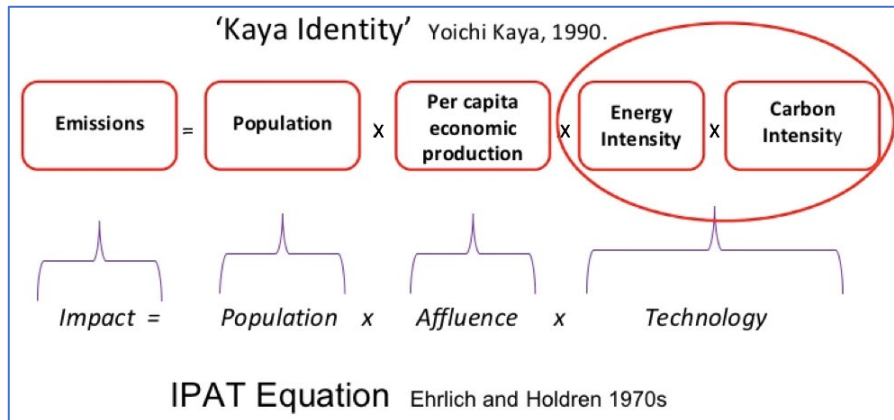 ‘Kaya Identity’ Yoichi Kaya, 1990.
Emissions = Population x Per capita economic production x Energy Intensity x Carbon Intensity
Impact = Population x Affluence x Technology
IPAT Equation Ehrlich and Holdren 1970s